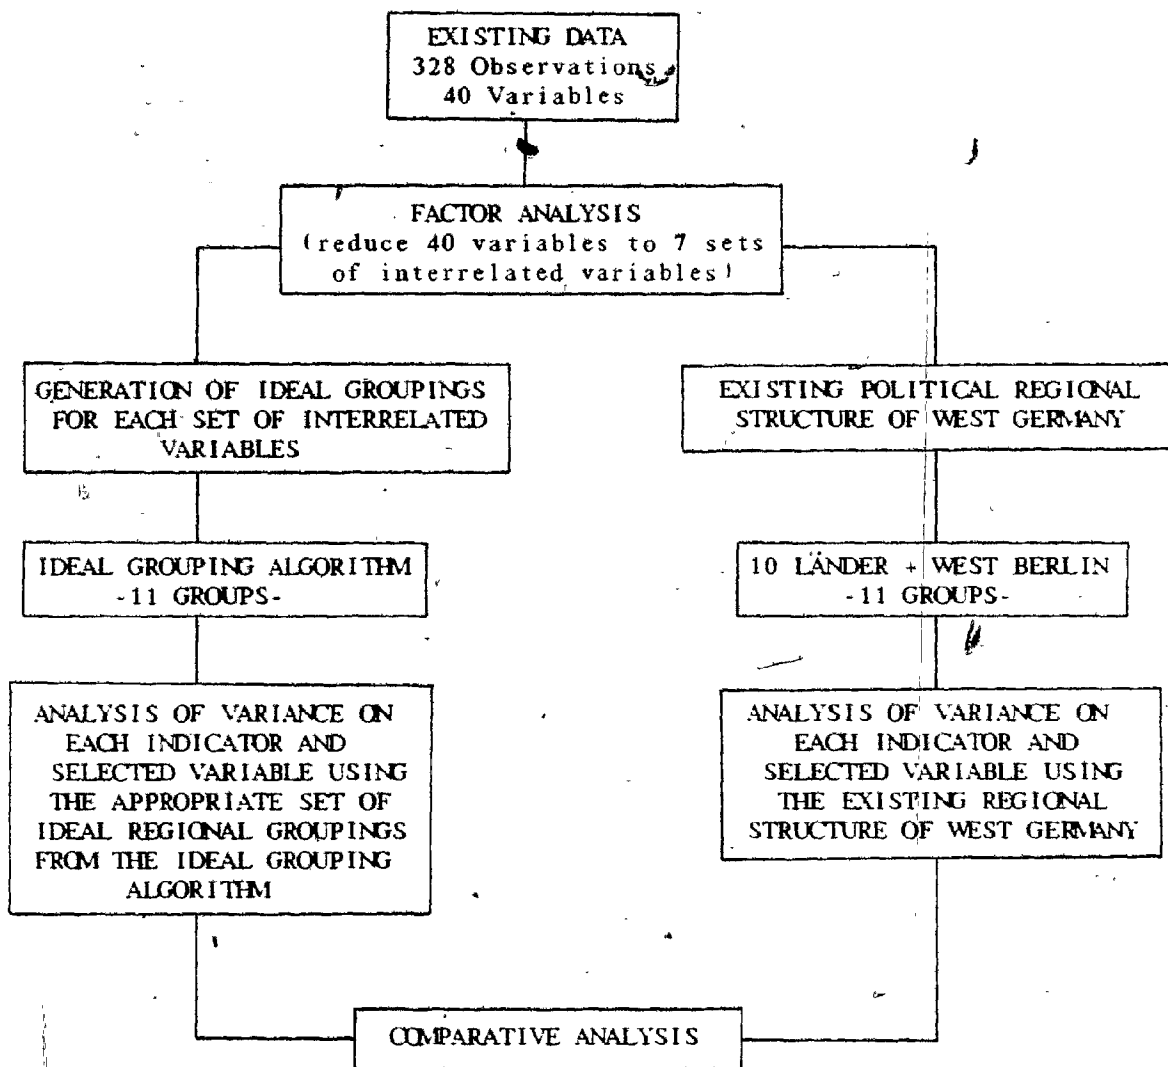 EXISTING DATA
328 Observations
40 Variables
FACTOR ANALYSIS
(reduce 40 variables to 7 sets
of interrelated variables)
GENERATION OF IDEAL GROUPINGS
FOR EACH SET OF INTERRELATED
VARIABLES
EXISTING POLITICAL REGIONAL
STRUCTURE OF WEST GERMANY
IDEAL GROUPING ALGORITHM
-11 GROUPS-
10 LÄNDER + WEST BERLIN
-11 GROUPS-
ANALYSIS OF VARIANCE ON
EACH INDICATOR AND
SELECTED VARIABLE USING
THE APPROPRIATE SET OF
IDEAL REGIONAL GROUPINGS
FROM THE IDEAL GROUPING
ALGORITHM
ANALYSIS OF VARIANCE ON
EACH INDICATOR AND
SELECTED VARIABLE USING
THE EXISTING REGIONAL
STRUCTURE OF WEST GERMANY
COMPARATIVE ANALYSIS